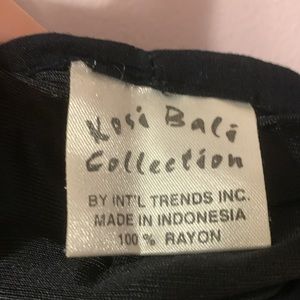 Kosi Bali
Collection
BY INT'L TRENDS INC.
MADE IN INDONESIA
100% RAYON